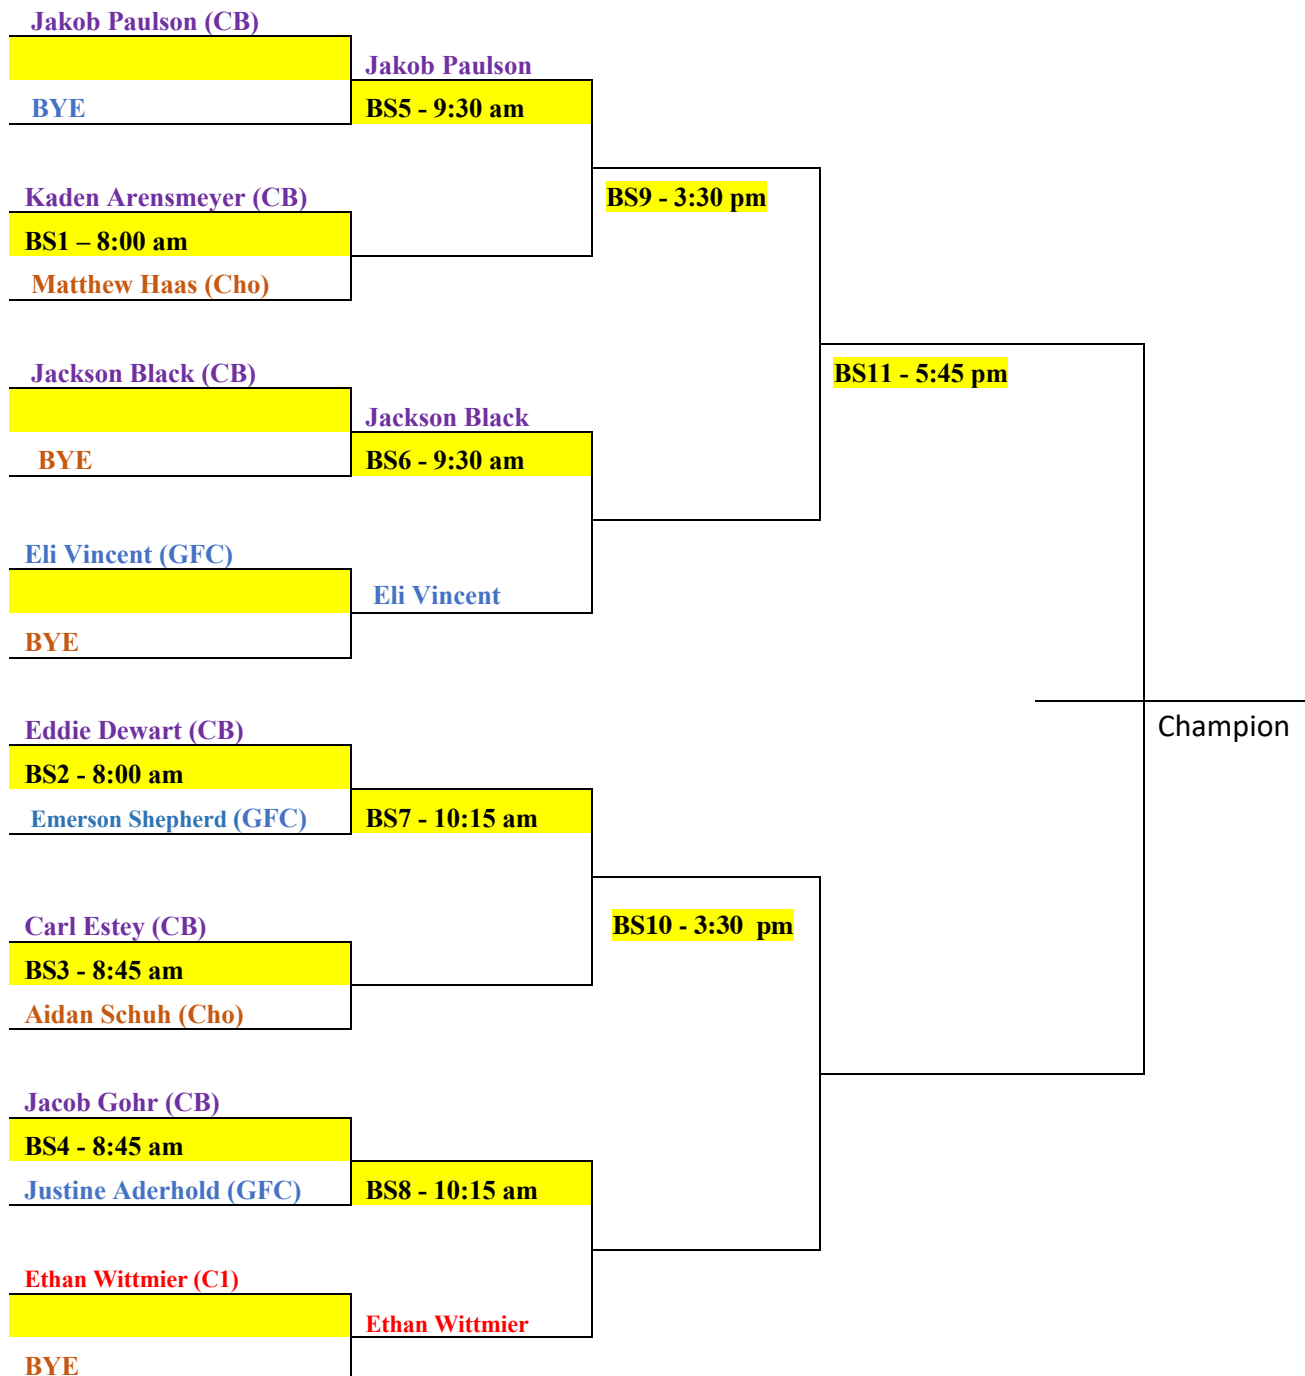 Jakob Paulson (CB)
Jakob Paulson
BYE
BS5 - 9:30 am
Kaden Arensmeyer (CB)
BS9 - 3:30 pm
BS1 – 8:00 am
Matthew Haas (Cho)
Jackson Black (CB)
BS11 - 5:45 pm
Jackson Black
BYE
BS6 - 9:30 am
Eli Vincent (GFC)
Eli Vincent
BYE
Eddie Dewart (CB)
Champion
BS2 - 8:00 am
Emerson Shepherd (GFC)
BS7 - 10:15 am
Carl Estey (CB)
BS10 - 3:30 pm
BS3 - 8:45 am
Aidan Schuh (Cho)
Jacob Gohr (CB)
BS4 - 8:45 am
Justine Aderhold (GFC)
BS8 - 10:15 am
Ethan Wittmier (C1)
Ethan Wittmier
BYE